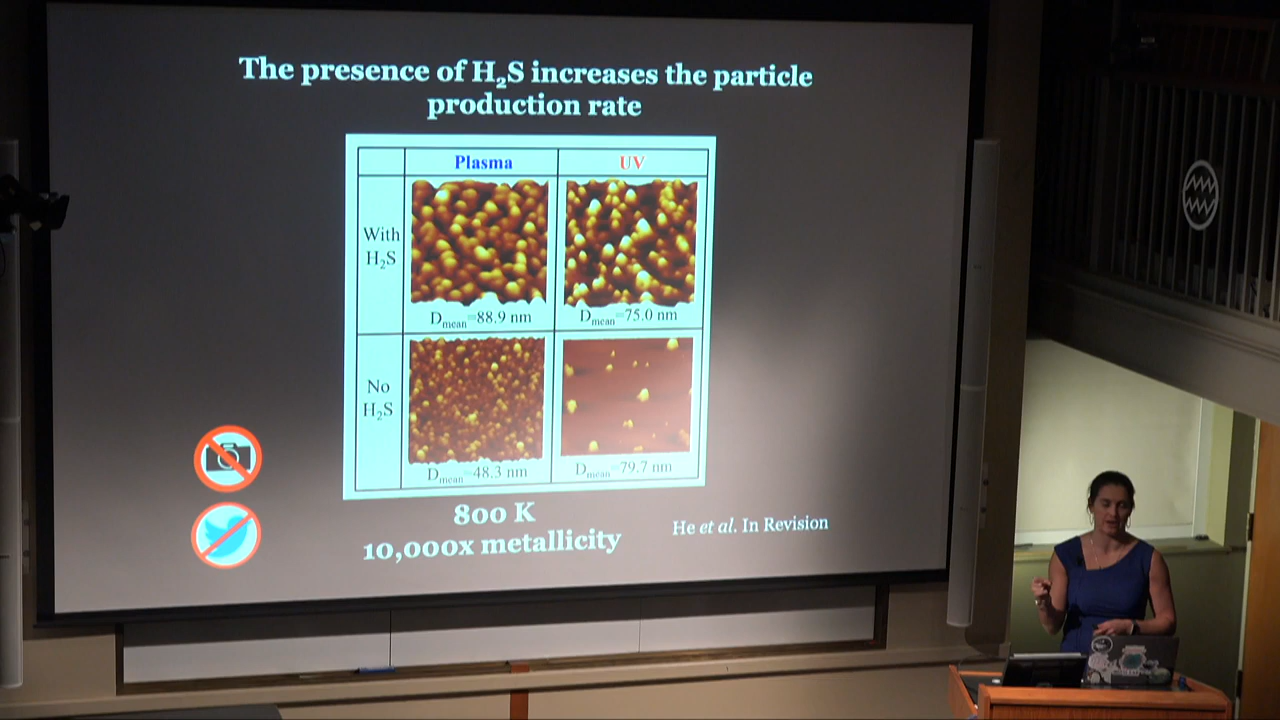 The presence of H₂S increases the particle
production rate
Plasma UV
With
H₂S
Dmean=88.9 nm Dmean=75.0 nm
No
H₂S
Dmean=48.3 nm Dmean=79.7 nm
800 K
10,000x metallicity
He et al. In Revision